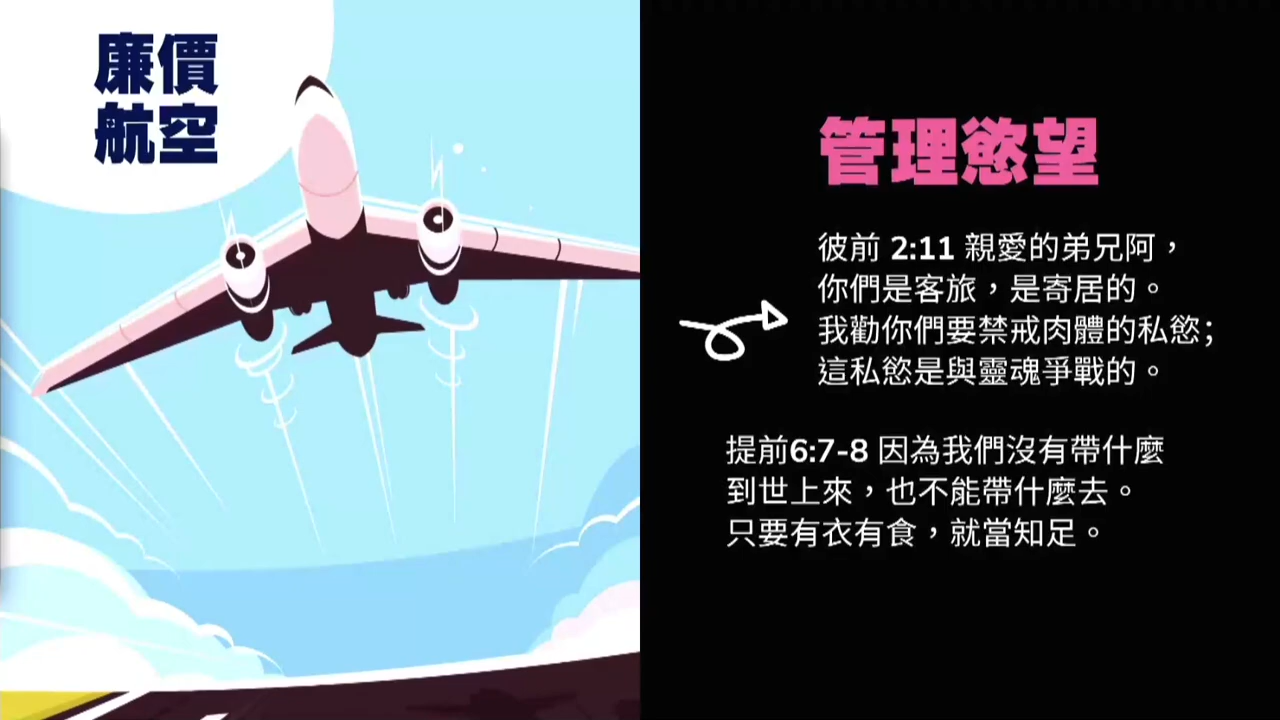 廉價
航空
管理慾望
彼前 2:11 親愛的弟兄阿，
你們是客旅，是寄居的。
我勸你們要禁戒肉體的私慾；
這私慾是與靈魂爭戰的。
提前6:7-8 因為我們沒有帶什麼
到世上來，也不能帶什麼去。
只要有衣有食，就當知足。